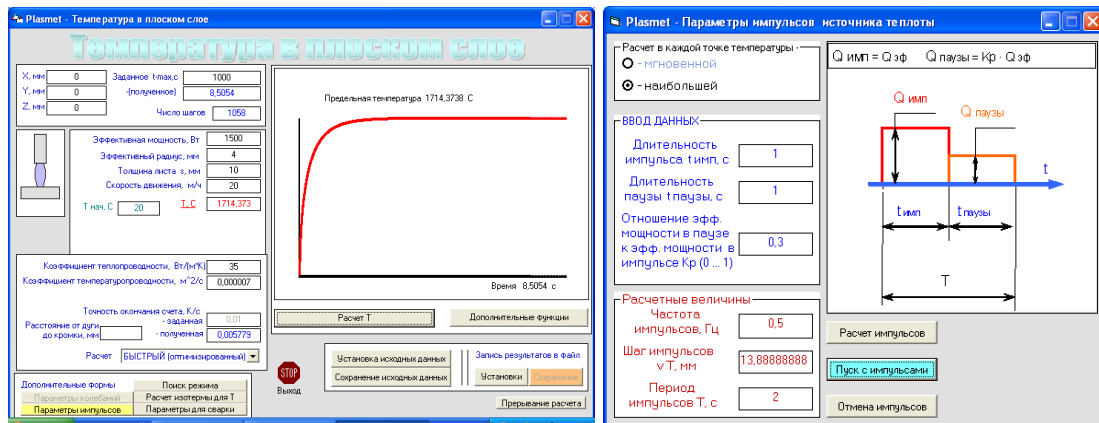 Plasmet - Температура в плоском слое
Температура в плоском слое
X, мм 0 Заданное t-max,с 1000
Y, мм 0 -(полученное) 8,5054
Z, мм 0 Число шагов 1058
Эффективная мощность, Вт 1500
Эффективный радиус, мм 4
Толщина листа s, мм 10
Скорость движения, м/ч 20
T нач, С 20 T, C 1714,373
Коэффициент теплопроводности, Вт/(м*К) 35
Коэффициент температуропроводности, м^2/с 0,000007
Точность окончания счета, К/с
- заданная 0.01
Расстояние от дуги до кромки, мм
- полученная 0,005779
Расчет БЫСТРЫЙ (оптимизированный)
Дополнительные формы Поиск режима
Параметры колебаний Расчет изотермы для Т
Параметры импульсов Параметры для сварки
Предельная температура 1714,3738 С
Время 8,5054 с
Расчет Т Дополнительные функции
STOP
Выход
Установка исходных данных
Сохранение исходных данных
Запись результатов в файл
Установки Сохранение
Прерывание расчета
Plasmet - Параметры импульсов источника теплоты
Расчет в каждой точке температуры -
- мгновенной
- наибольшей
ВВОД ДАННЫХ
Длительность
импульса t имп, с 1
Длительность
паузы t паузы, с 1
Отношение эфф.
мощности в паузе
к эфф. мощности в
импульсе Кр (0 ... 1) 0,3
Расчетные величины
Частота
импульсов, Гц 0,5
Шаг импульсов
v T, мм 13,88888888
Период
импульсов T, с 2
Q имп = Q эф Q паузы = Kp · Q эф
Q имп
Q паузы
t
t имп t паузы
T
Расчет импульсов
Пуск с импульсами
Отмена импульсов